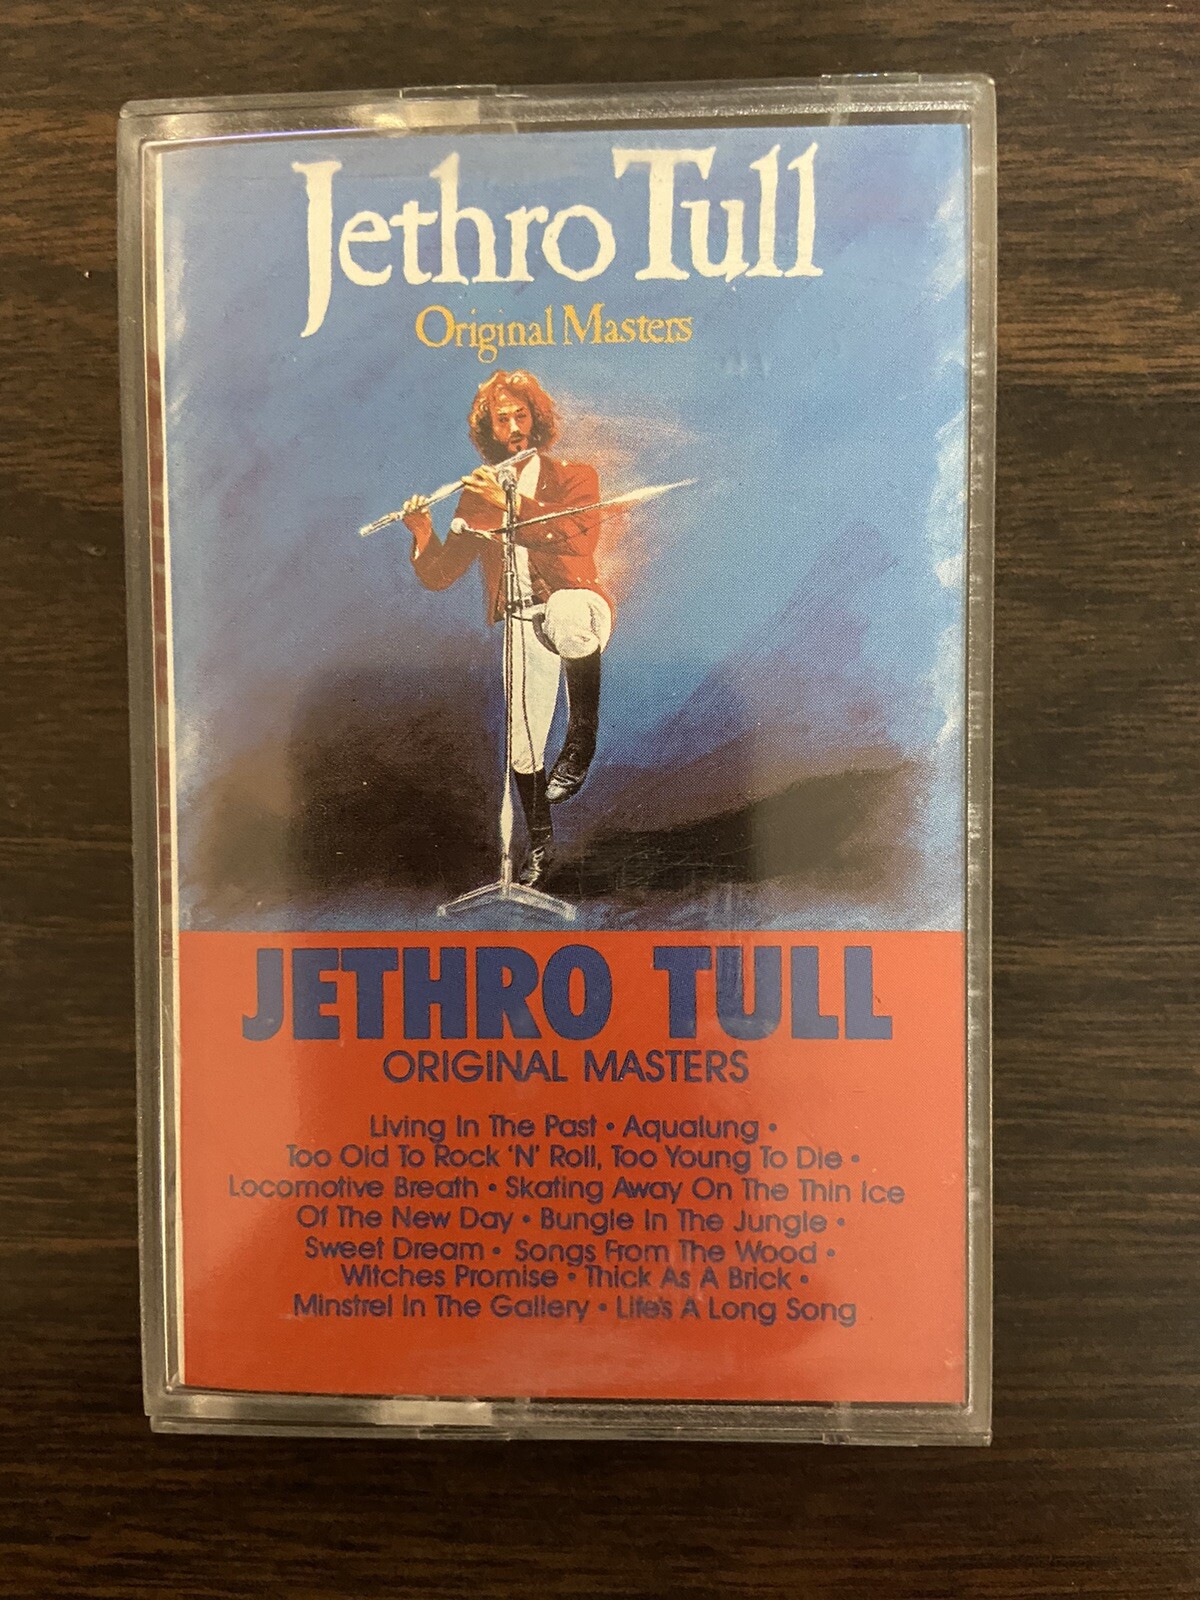 Jethro Tull
Original Masters
JETHRO TULL
ORIGINAL MASTERS
Living In The Past • Aqualung •
Too Old To Rock 'N' Roll, Too Young To Die •
Locomotive Breath • Skating Away On The Thin Ice
Of The New Day • Bungle In The Jungle •
Sweet Dream • Songs From The Wood •
Witches Promise • Thick As A Brick •
Minstrel In The Gallery • Life's A Long Song